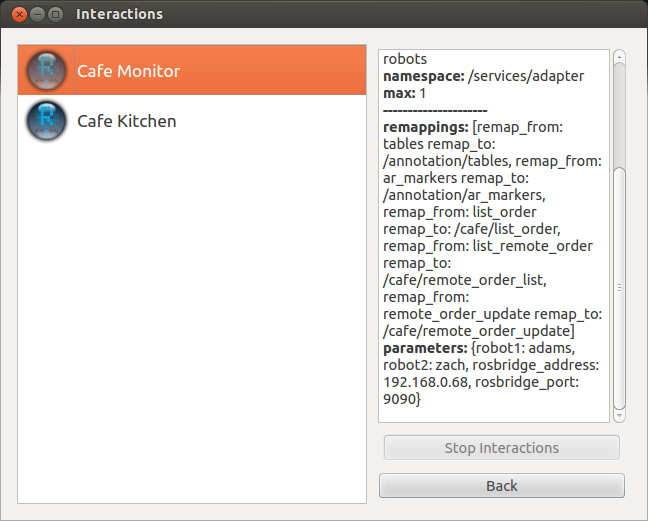 Interactions
Cafe Monitor
Cafe Kitchen
robots
namespace: /services/adapter
max: 1
---------------------
remappings: [remap_from:
tables remap_to:
/annotation/tables, remap_from:
ar_markers remap_to:
/annotation/ar_markers,
remap_from: list_order
remap_to: /cafe/list_order,
remap_from: list_remote_order
remap_to:
/cafe/remote_order_list,
remap_from:
remote_order_update remap_to:
/cafe/remote_order_update]
parameters: {robot1: adams,
robot2: zach, rosbridge_address:
192.168.0.68, rosbridge_port:
9090}
Stop Interactions
Back